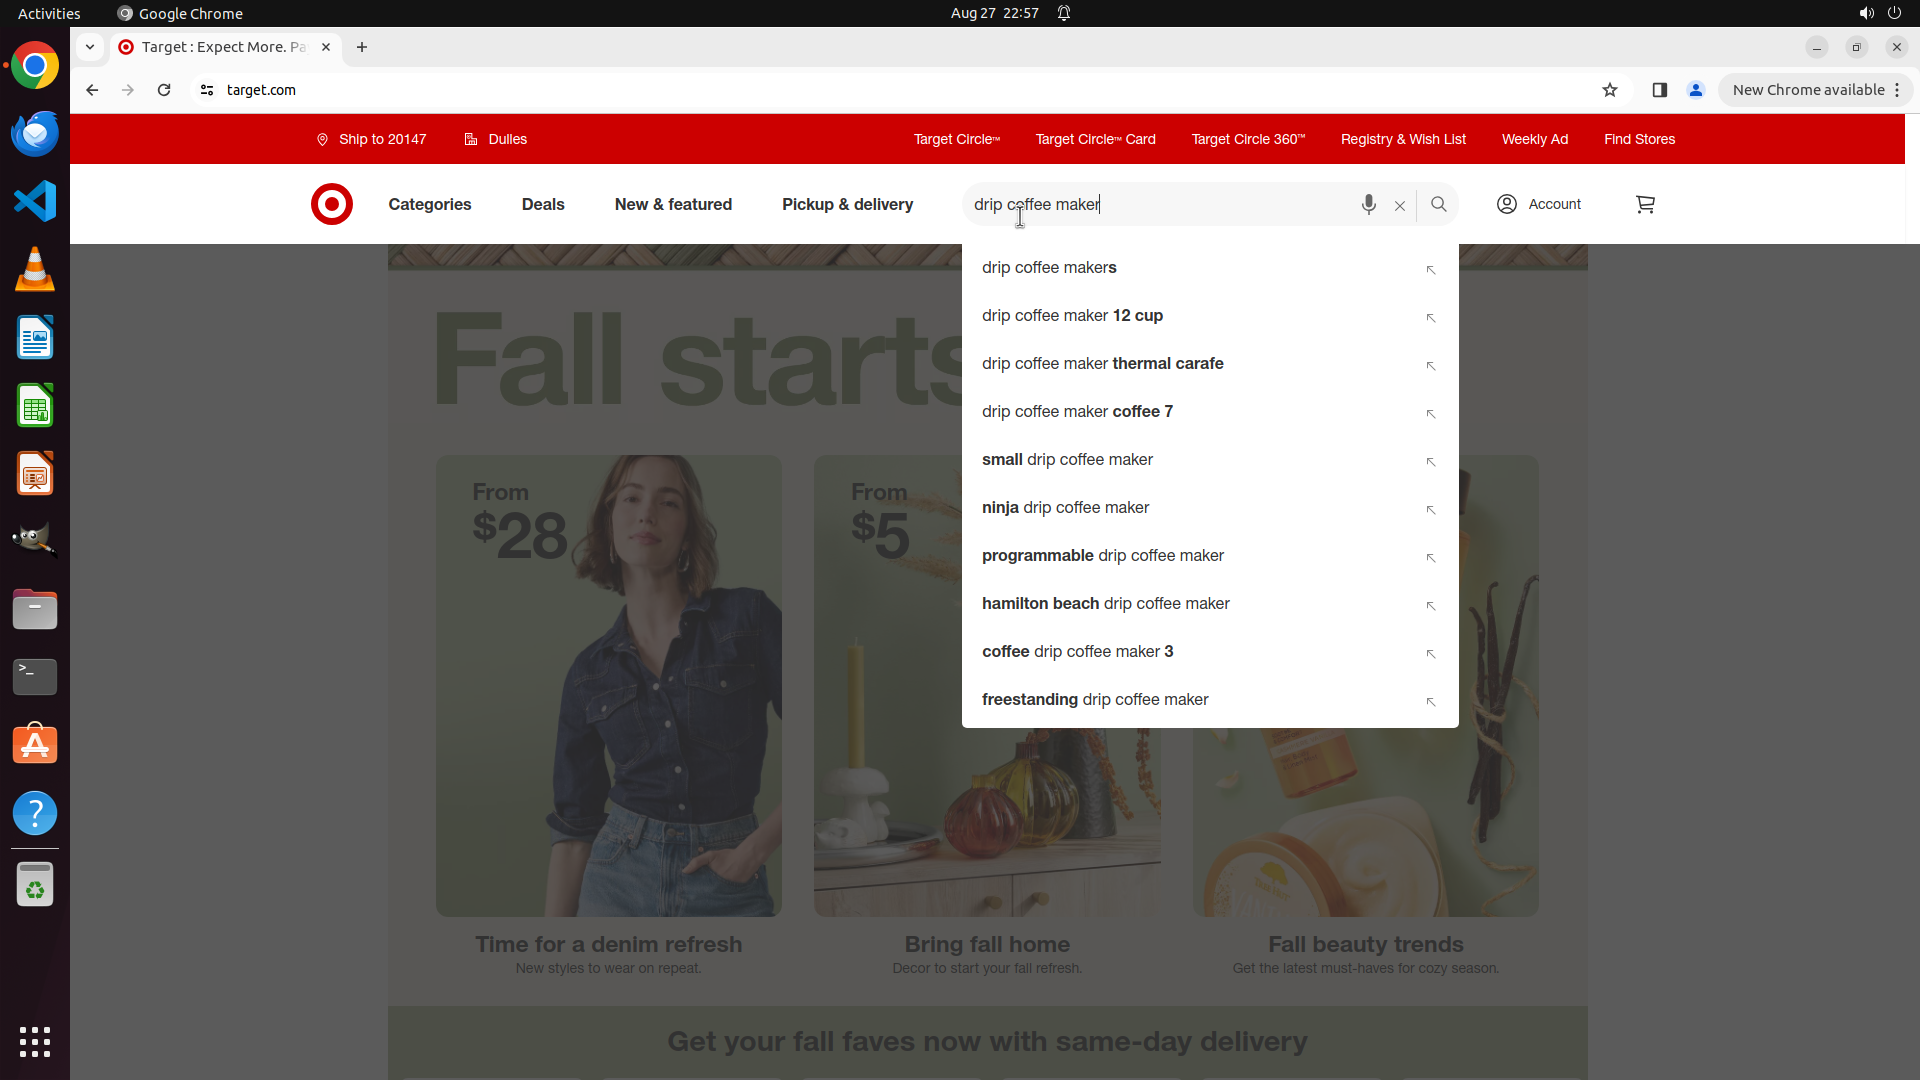 Activities
Google Chrome
Aug 27 22:57
Target : Expect More. Pa
target.com
New Chrome available
Ship to 20147
Dulles
Target Circle™
Target Circle™ Card
Target Circle 360™
Registry & Wish List
Weekly Ad
Find Stores
Categories
Deals
New & featured
Pickup & delivery
drip coffee maker
Account
drip coffee makers
drip coffee maker 12 cup
drip coffee maker thermal carafe
drip coffee maker coffee 7
small drip coffee maker
ninja drip coffee maker
programmable drip coffee maker
hamilton beach drip coffee maker
coffee drip coffee maker 3
freestanding drip coffee maker
Fall starts
From
$28
From
$5
Time for a denim refresh
New styles to wear on repeat.
Bring fall home
Decor to start your fall refresh.
Fall beauty trends
Get the latest must-haves for cozy season.
Get your fall faves now with same-day delivery